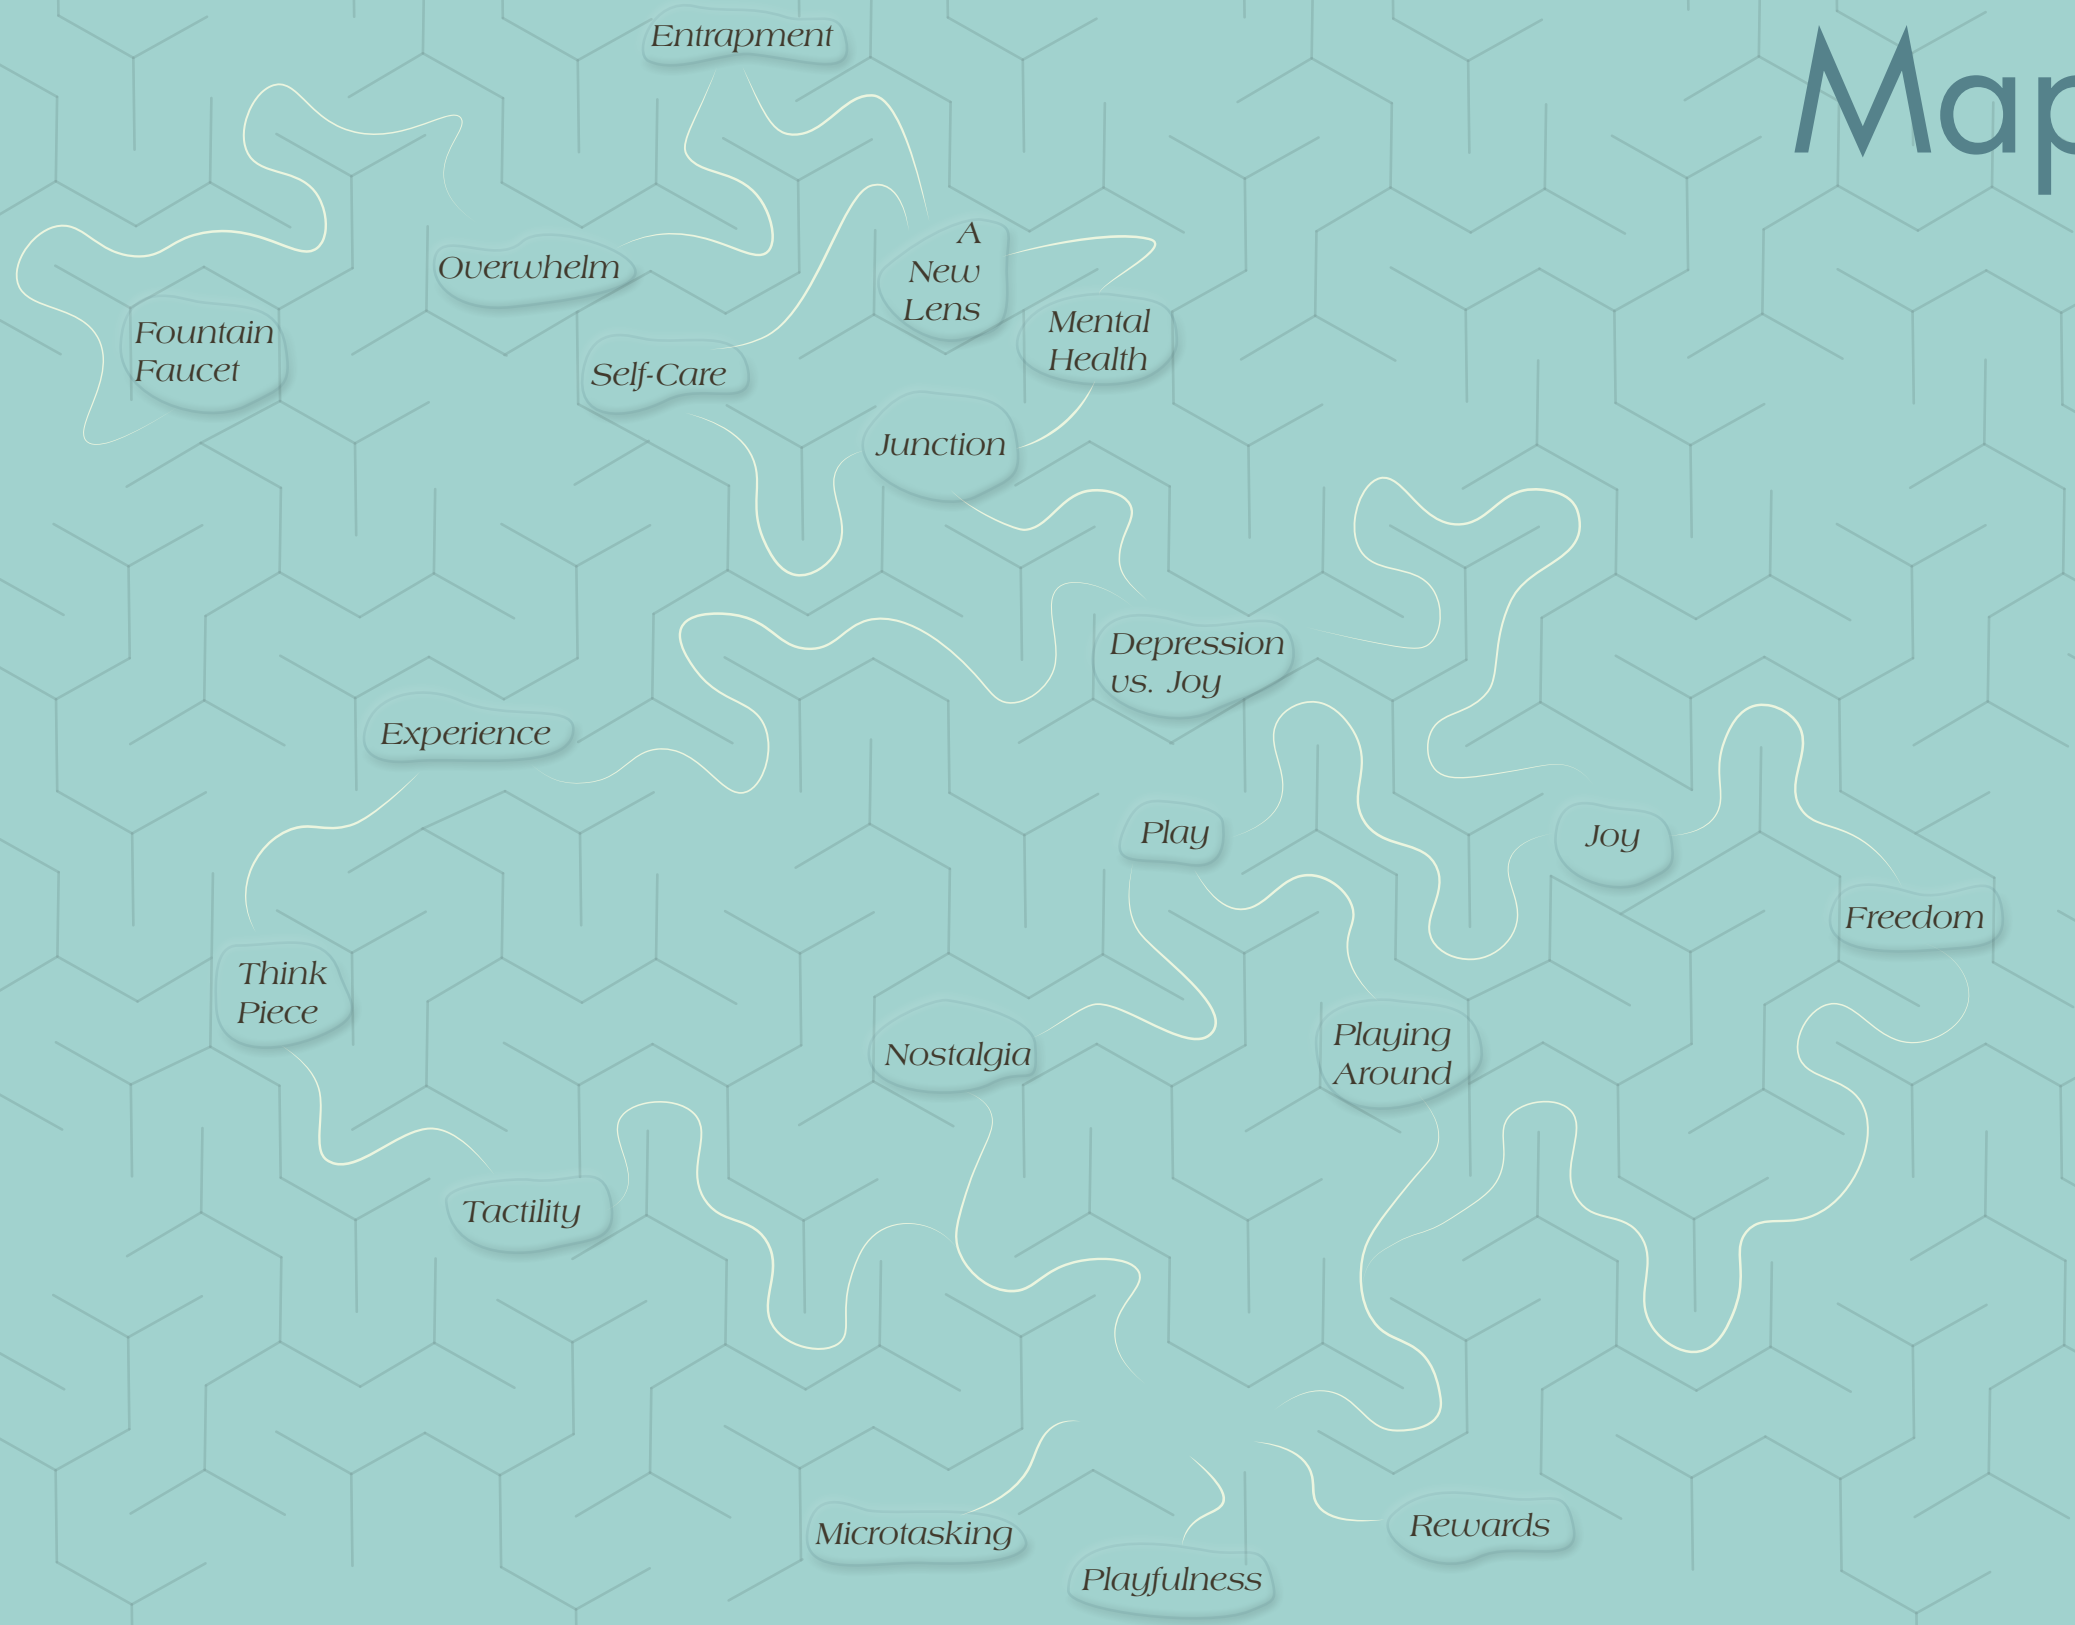 Entrapment
Map
Overwhelm
A
New
Lens
Fountain
Faucet
Mental
Health
Self-Care
Junction
Depression
vs. Joy
Experience
Play
Joy
Freedom
Think
Piece
Nostalgia
Playing
Around
Tactility
Microtasking
Playfulness
Rewards